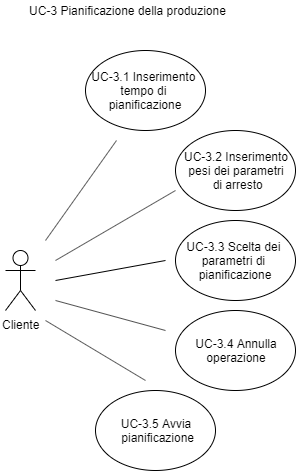 UC-3 Pianificazione della produzione
UC-3.1 Inserimento
tempo di
pianificazione
UC-3.2 Inserimento
pesi dei parametri
di arresto
UC-3.3 Scelta dei
parametri di
pianificazione
Cliente
UC-3.4 Annulla
operazione
UC-3.5 Avvia
pianificazione